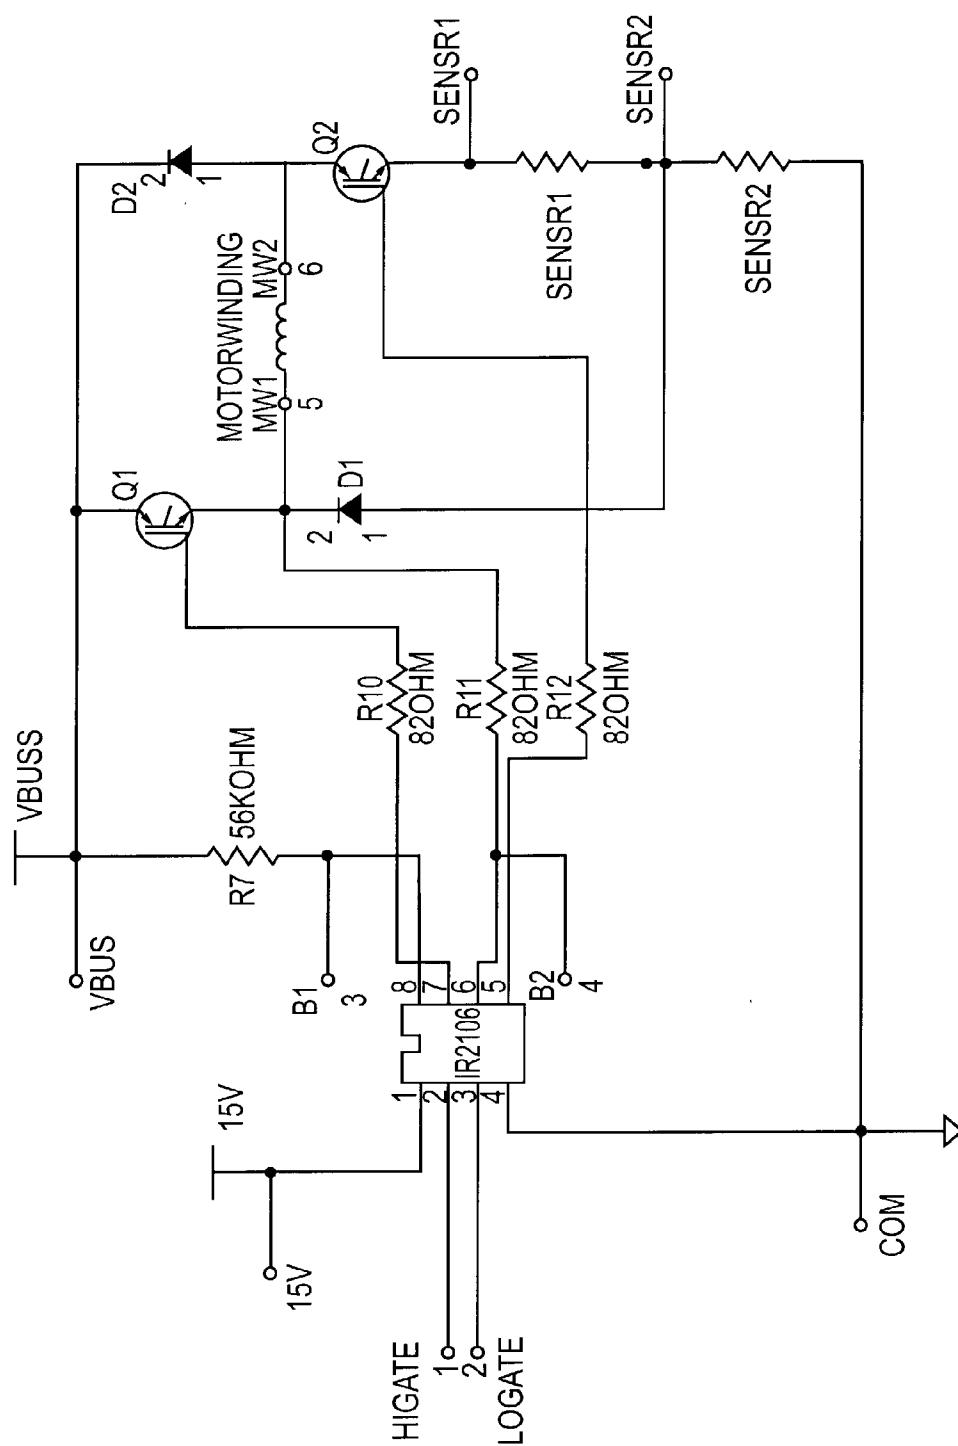 VBUSS
VBUS
15V
15V
HIGATE
1
2
LOGATE
COM
R7
56KOHM
B1
3
B2
4
1
2
3
4
IR2106
8
7
6
5
R10
82OHM
R11
82OHM
R12
82OHM
Q1
2
D1
1
MOTORWINDING
MW1
MW2
5
6
D2
2
1
Q2
SENSR1
SENSR1
SENSR2
SENSR2